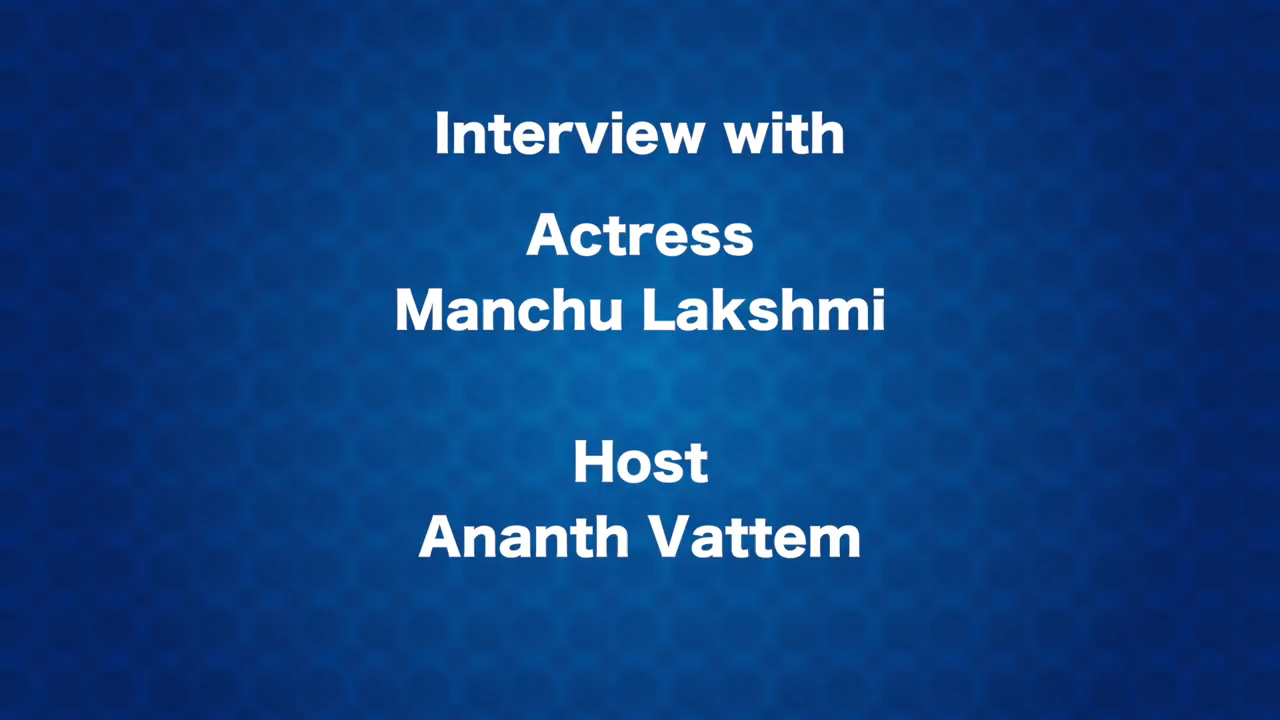 Interview with
Actress
Manchu Lakshmi
Host
Ananth Vattem